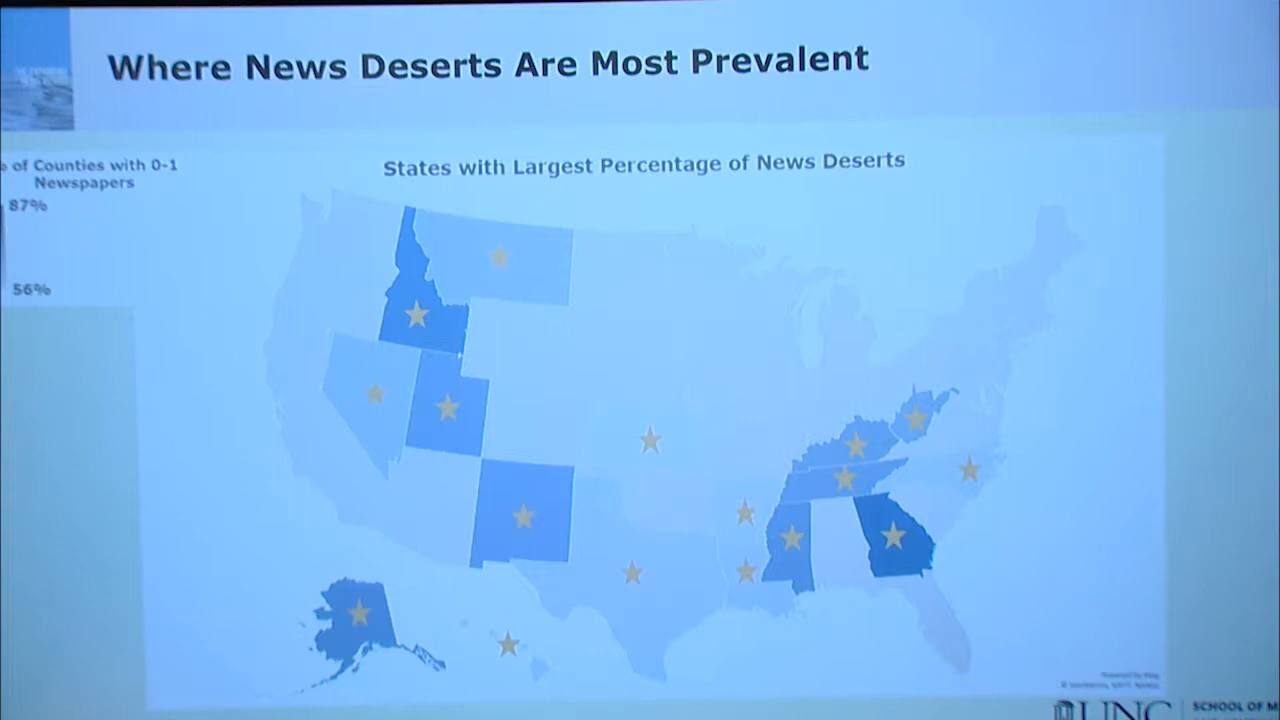 Where News Deserts Are Most Prevalent
% of Counties with 0-1
Newspapers
States with Largest Percentage of News Deserts
87%
56%
UNC
SCHOOL OF M